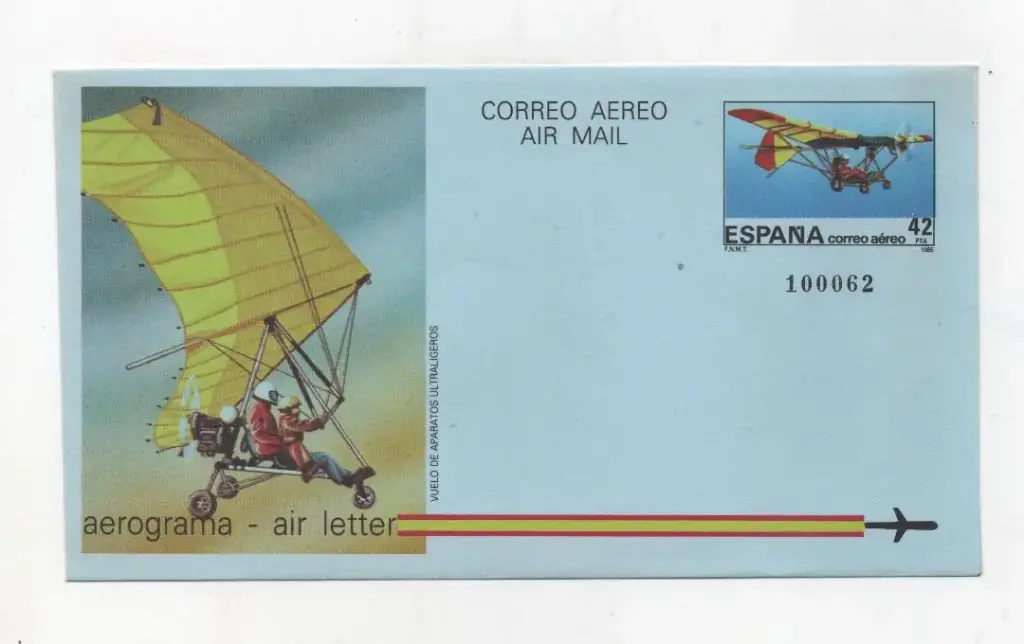 CORREO AEREO
AIR MAIL
ESPAÑA correo aéreo 42 PTA
F.N.M.T. 1985
100062
VUELO DE APARATOS ULTRALIGEROS
aerograma - air letter